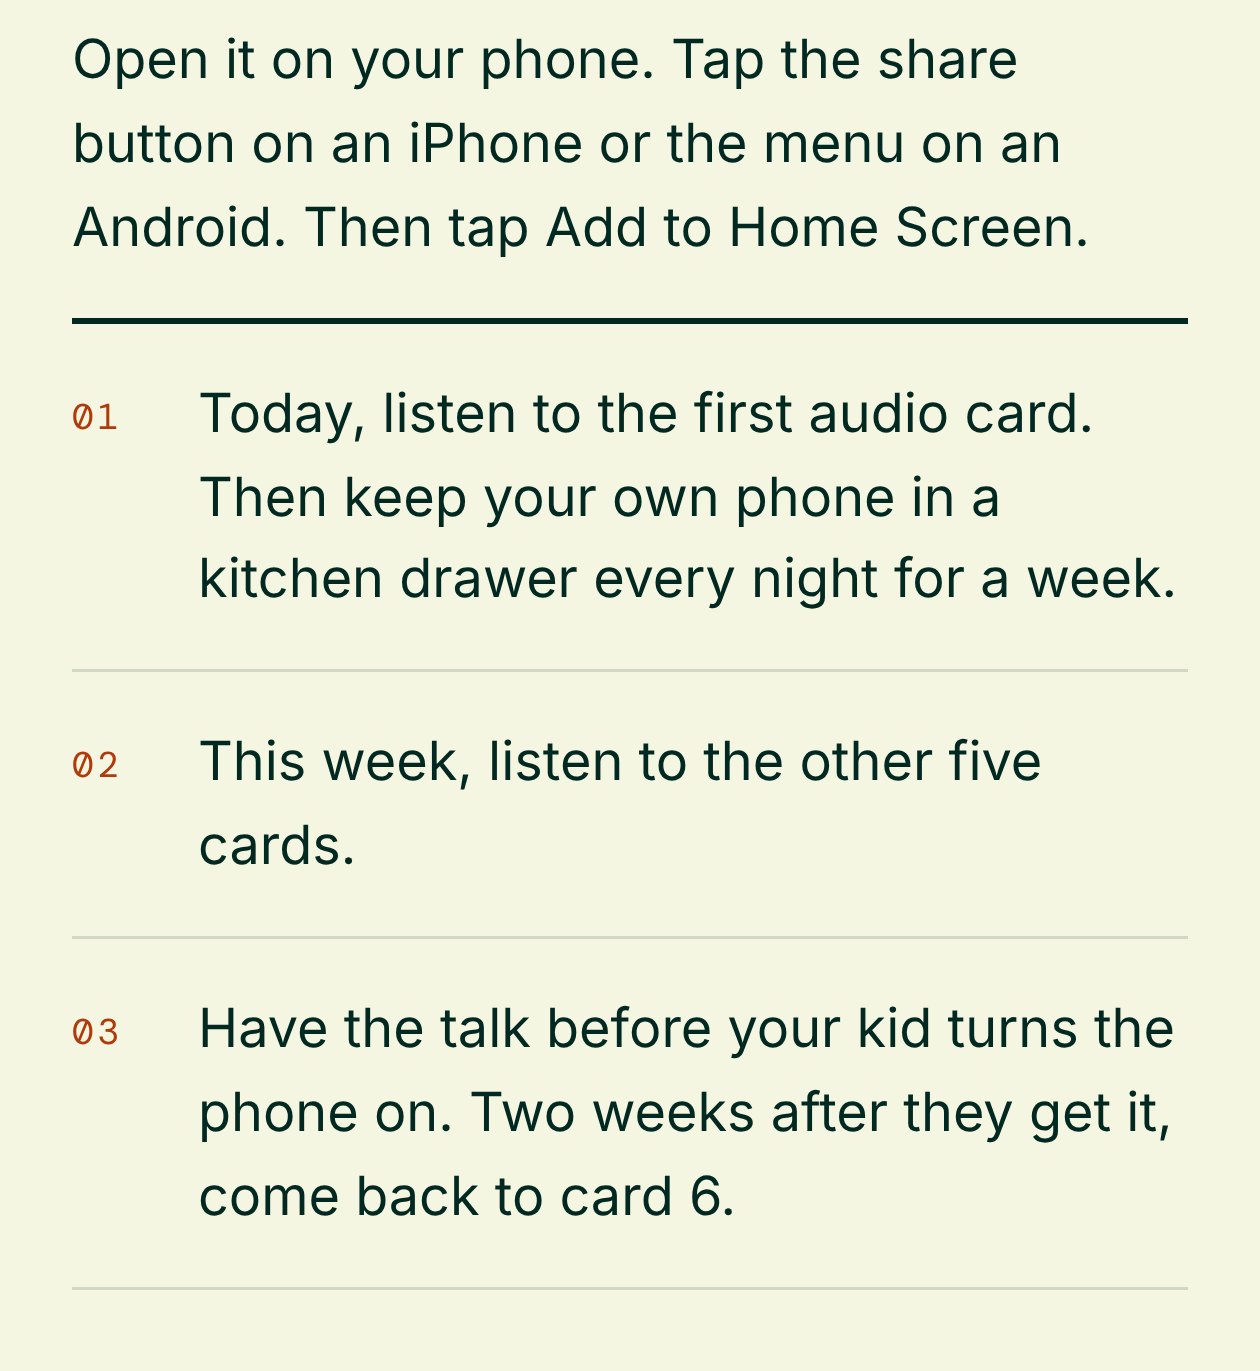 Open it on your phone. Tap the share
button on an iPhone or the menu on an
Android. Then tap Add to Home Screen.
01 Today, listen to the first audio card.
Then keep your own phone in a
kitchen drawer every night for a week.
02 This week, listen to the other five
cards.
03 Have the talk before your kid turns the
phone on. Two weeks after they get it,
come back to card 6.